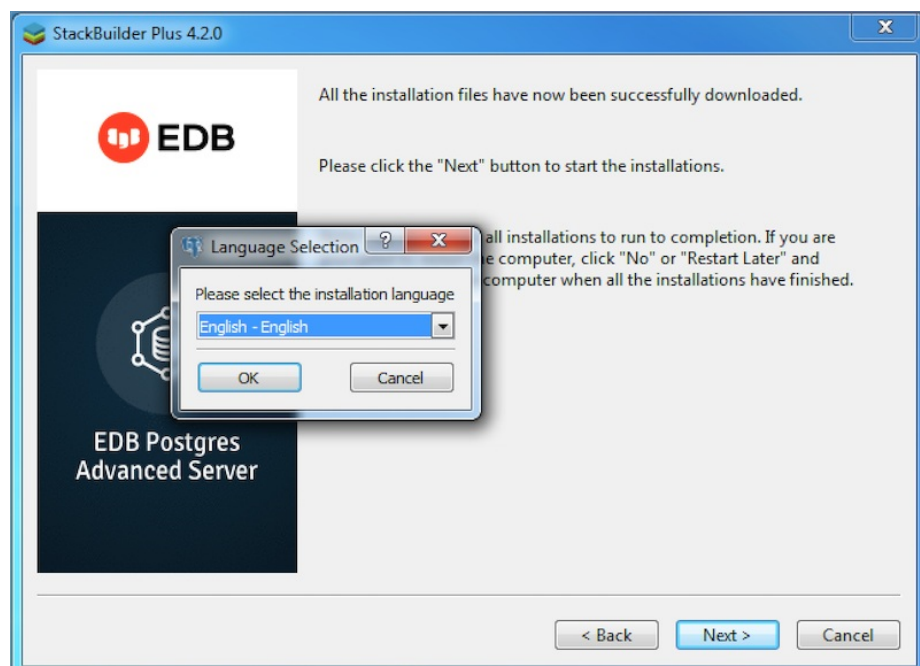 StackBuilder Plus 4.2.0
EDB
All the installation files have now been successfully downloaded.
Please click the "Next" button to start the installations.
all installations to run to completion. If you are
computer, click "No" or "Restart Later" and
computer when all the installations have finished.
Language Selection
Please select the installation language
English - English
OK
Cancel
EDB Postgres
Advanced Server
< Back
Next >
Cancel